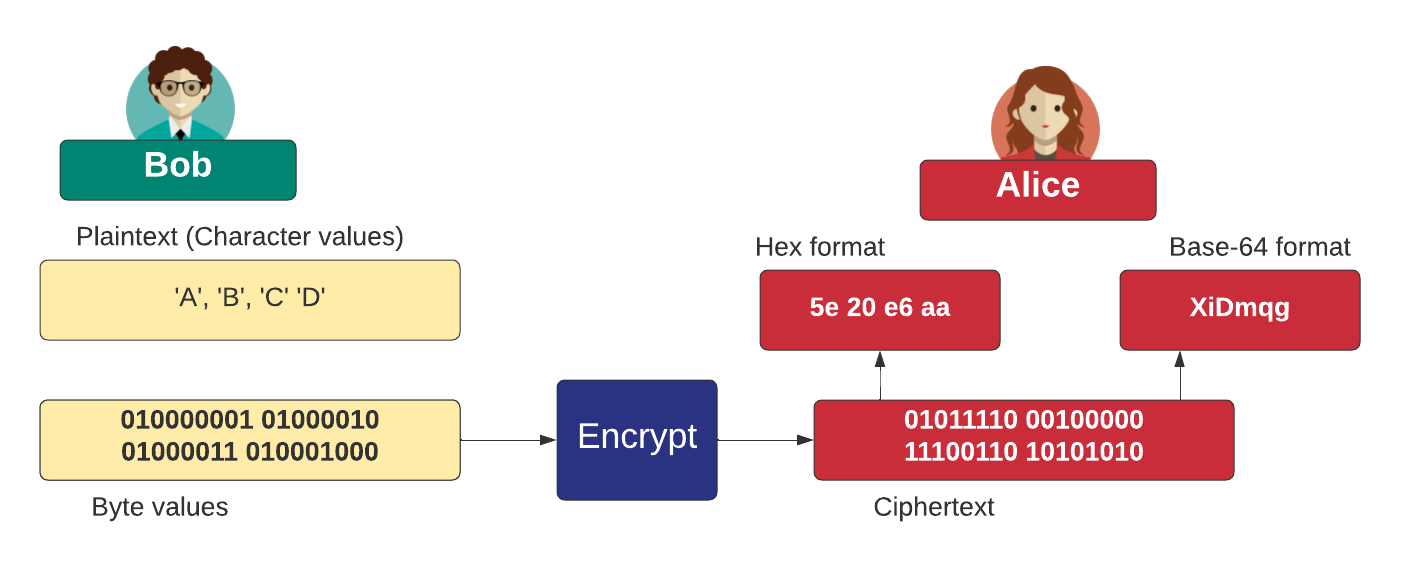 Bob
Alice
Plaintext (Character values)
'A', 'B', 'C' 'D'
Hex format
Base-64 format
5e 20 e6 aa
XiDmqg
010000001 01000010
01000011 010001000
Byte values
Encrypt
01011110 00100000
11100110 10101010
Ciphertext